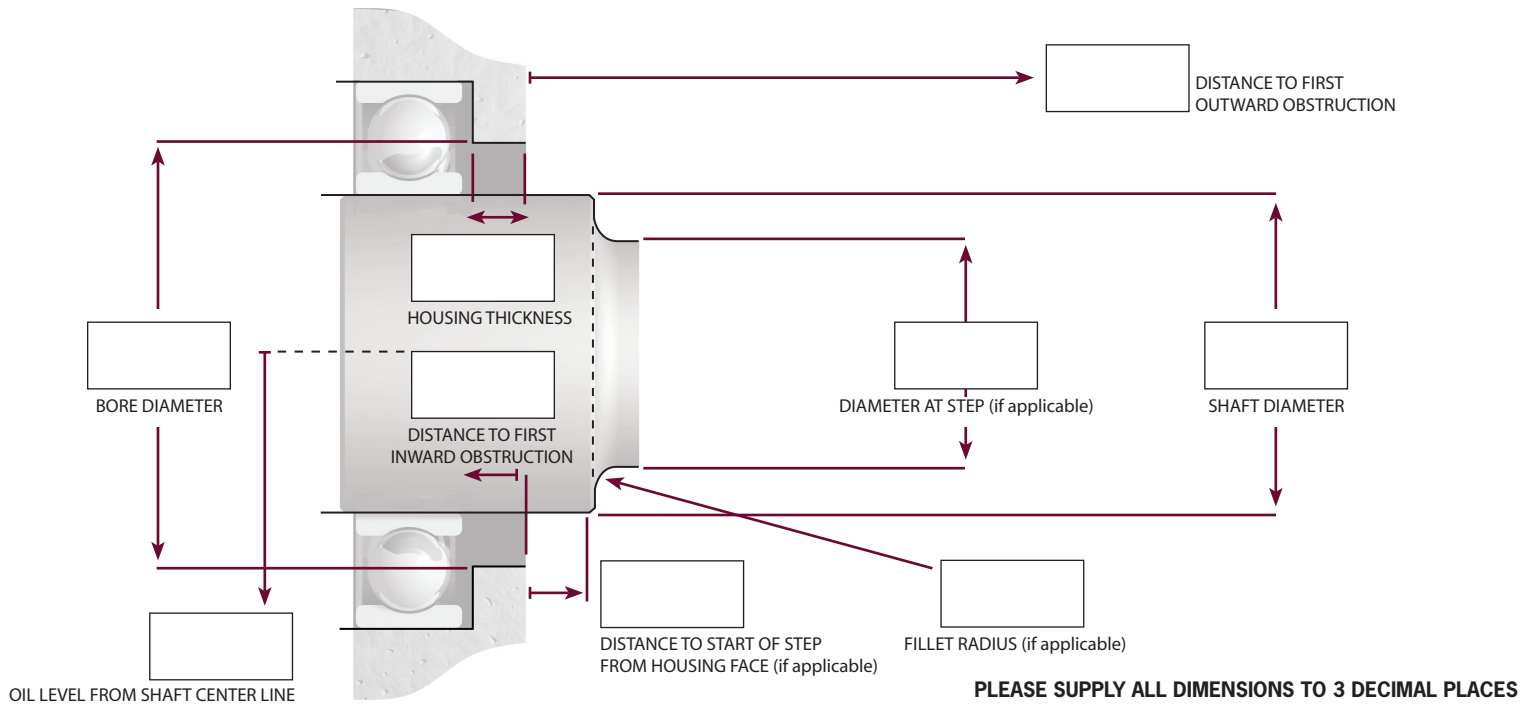 DISTANCE TO FIRST
OUTWARD OBSTRUCTION
HOUSING THICKNESS
BORE DIAMETER
DIAMETER AT STEP (if applicable)
SHAFT DIAMETER
DISTANCE TO FIRST
INWARD OBSTRUCTION
DISTANCE TO START OF STEP
FROM HOUSING FACE (if applicable)
FILLET RADIUS (if applicable)
OIL LEVEL FROM SHAFT CENTER LINE
PLEASE SUPPLY ALL DIMENSIONS TO 3 DECIMAL PLACES